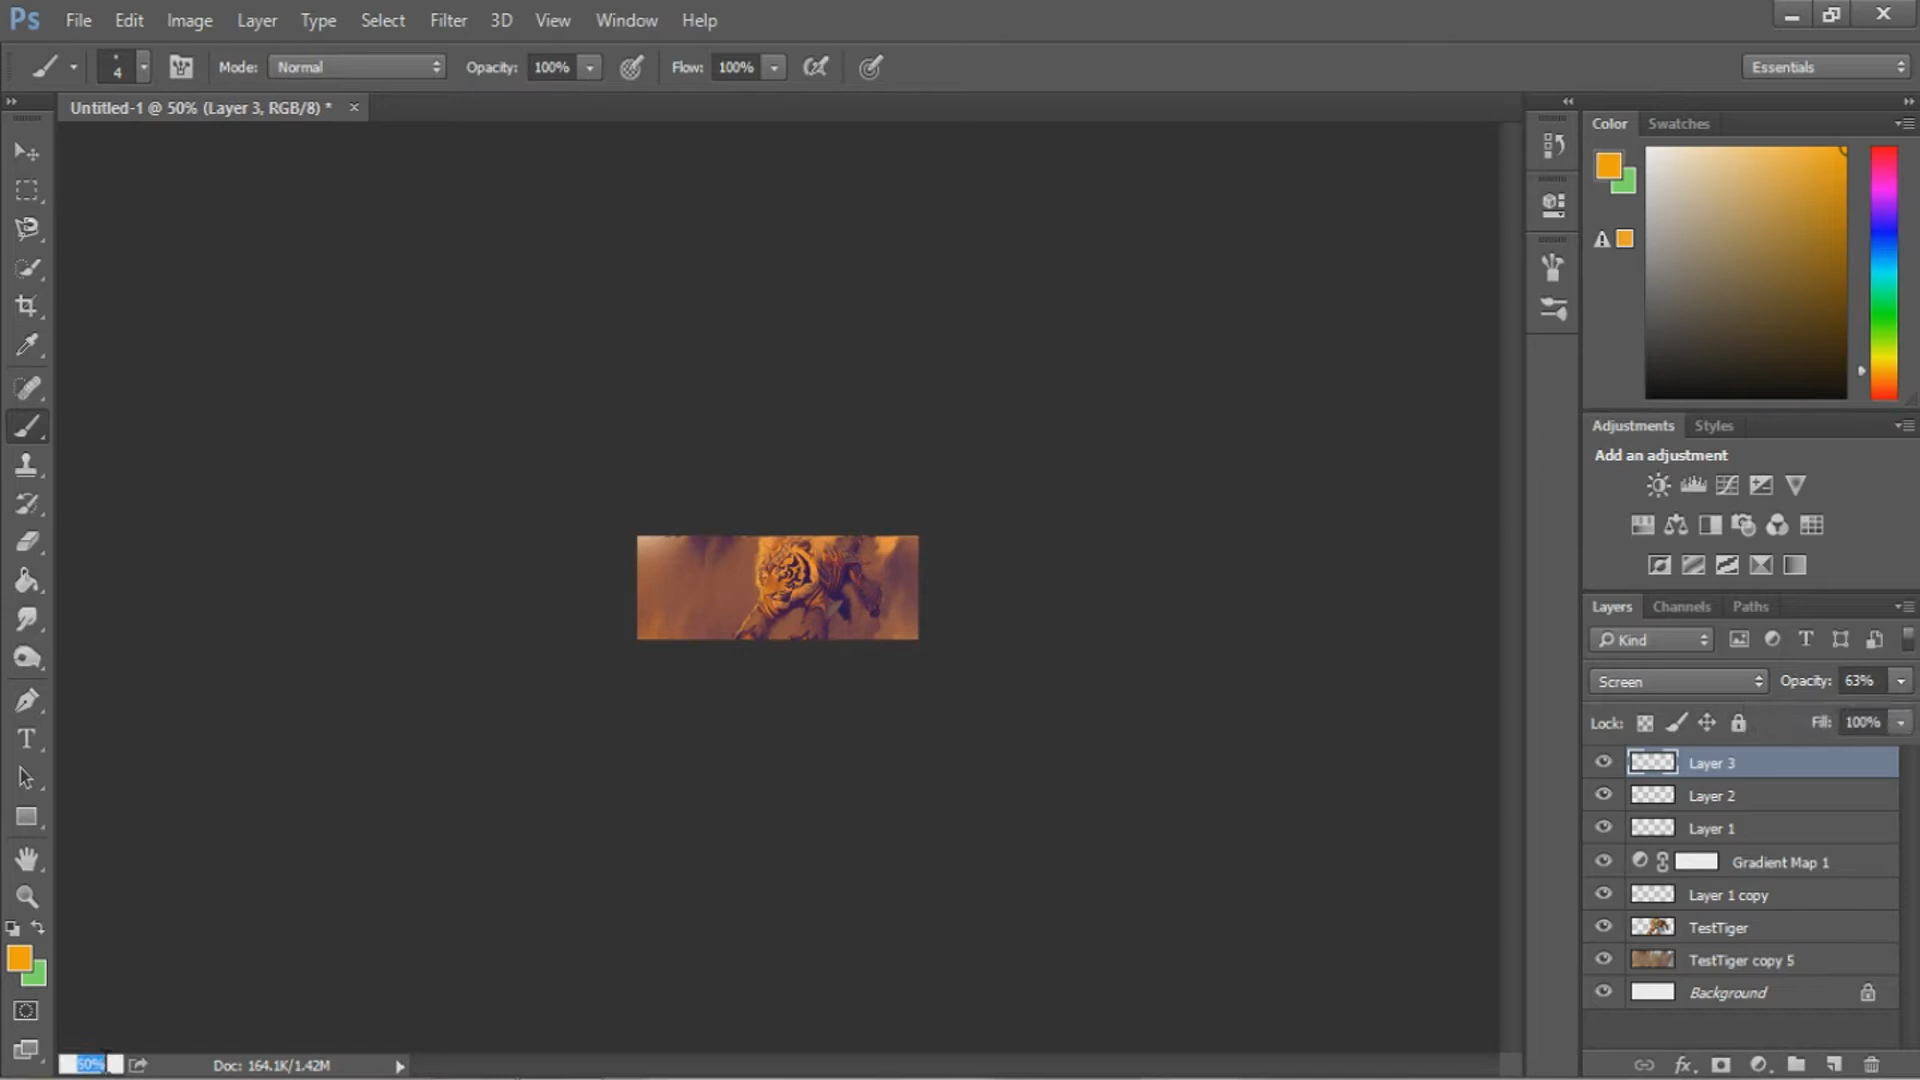 Ps File Edit Image Layer Type Select Filter 3D View Window Help
4 Mode: Normal Opacity: 100% Flow: 100% Essentials
Untitled-1 @ 50% (Layer 3, RGB/8) * ×
Color Swatches
Adjustments Styles
Add an adjustment
Layers Channels Paths
Kind
Screen Opacity: 63%
Lock: Fill: 100%
Layer 3
Layer 2
Layer 1
Gradient Map 1
Layer 1 copy
TestTiger
TestTiger copy 5
Background
50% Doc: 164.1K/1.42M